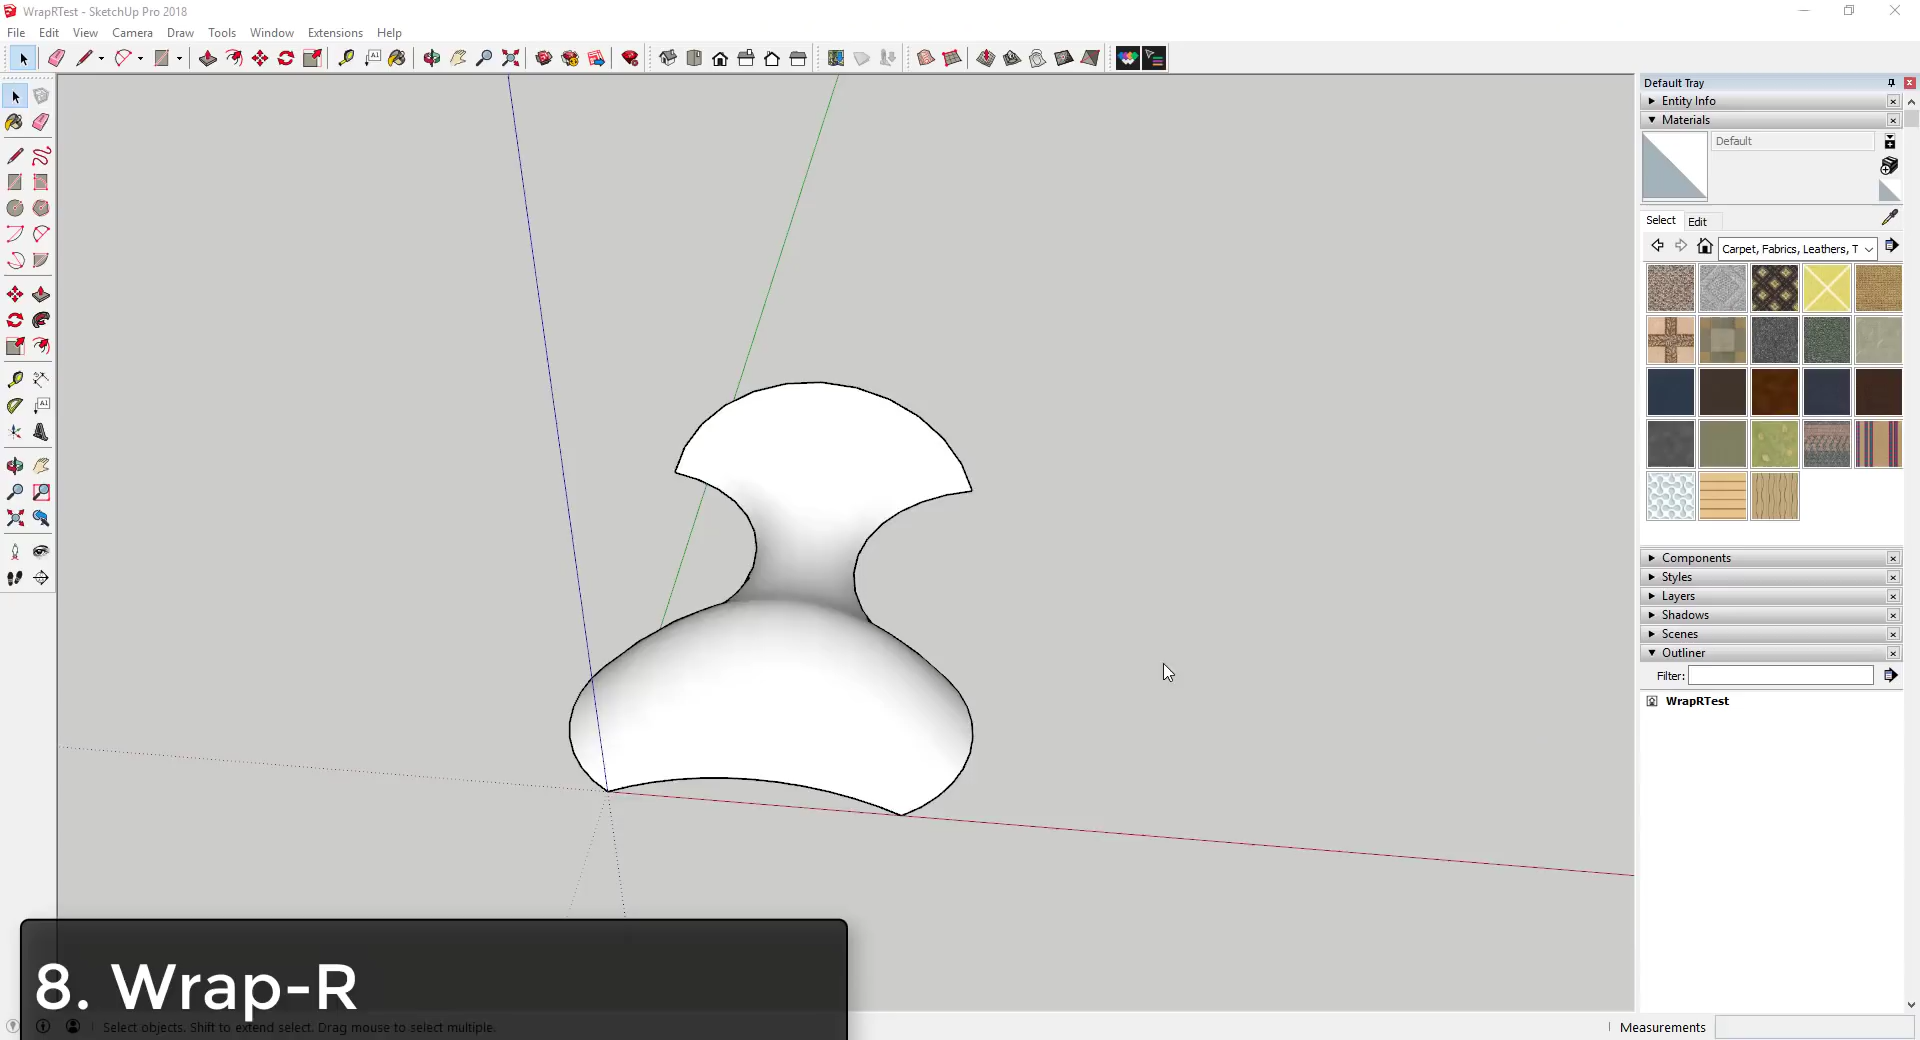 WrapRTest - SketchUp Pro 2018
File Edit View Camera Draw Tools Window Extensions Help
Default Tray
Entity Info
Materials
Default
Select Edit
Carpet, Fabrics, Leathers, T
Components
Styles
Layers
Shadows
Scenes
Outliner
Filter:
WrapRTest
8. Wrap-R
Select objects. Shift to extend select. Drag mouse to select multiple.
Measurements